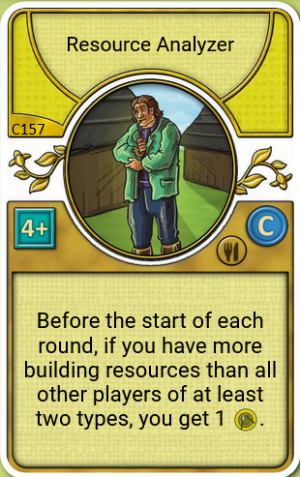 Resource Analyzer
C157
4+
C
Before the start of each
round, if you have more
building resources than all
other players of at least
two types, you get 1 .